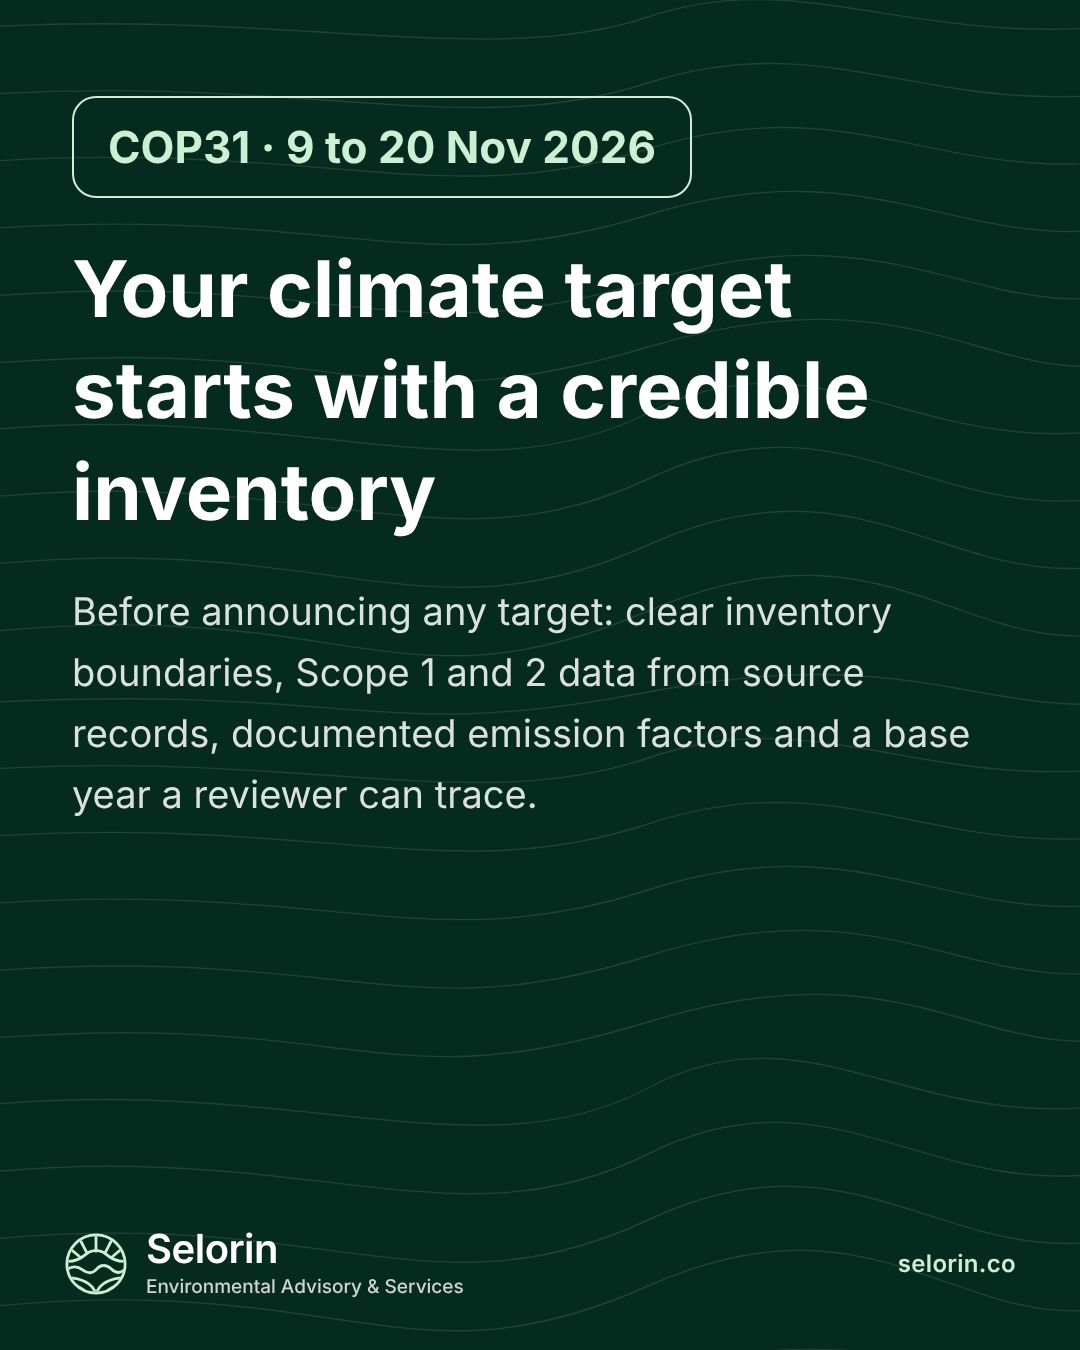 COP31 · 9 to 20 Nov 2026
Your climate target
starts with a credible
inventory
Before announcing any target: clear inventory
boundaries, Scope 1 and 2 data from source
records, documented emission factors and a base
year a reviewer can trace.
Selorin
Environmental Advisory & Services
selorin.co